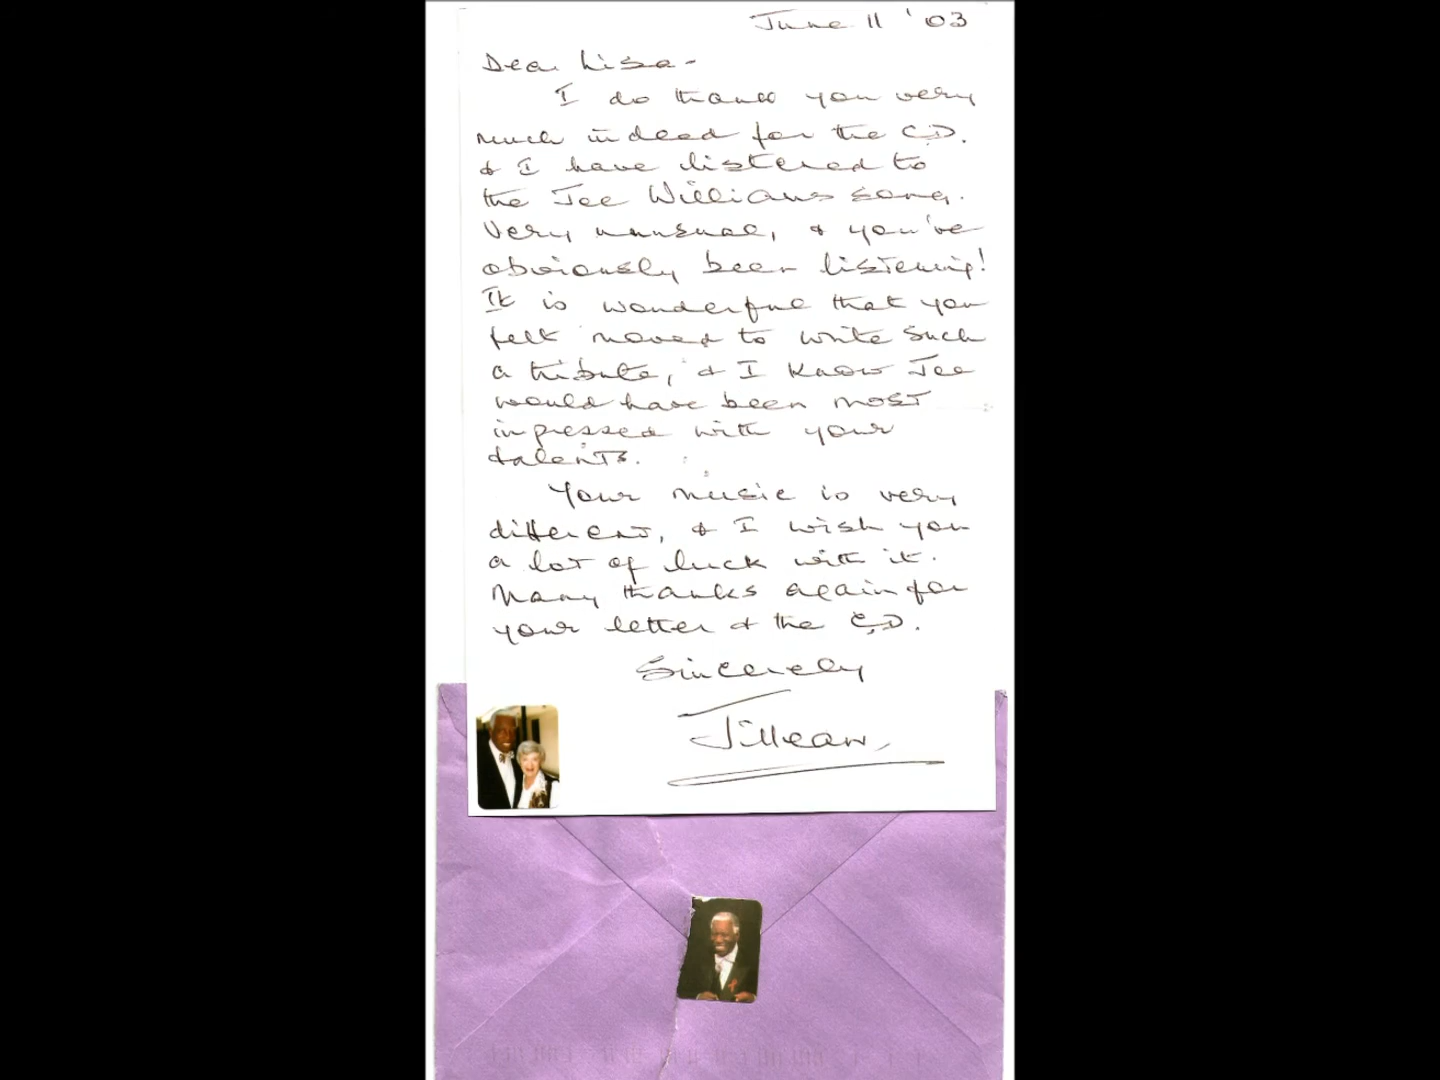 June 11 '03
Dear Lisa -
I do thank you very
much indeed for the CD.
& I have listened to
the Joe Williams song.
Very unusual, & you've
obviously been listening!
It is wonderful that you
felt moved to write such
a tribute, & I know Joe
would have been most
impressed with your
talents.
Your music is very
different, & I wish you
a lot of luck with it.
Many thanks again for
your letter & the CD.
Sincerely
Jillean